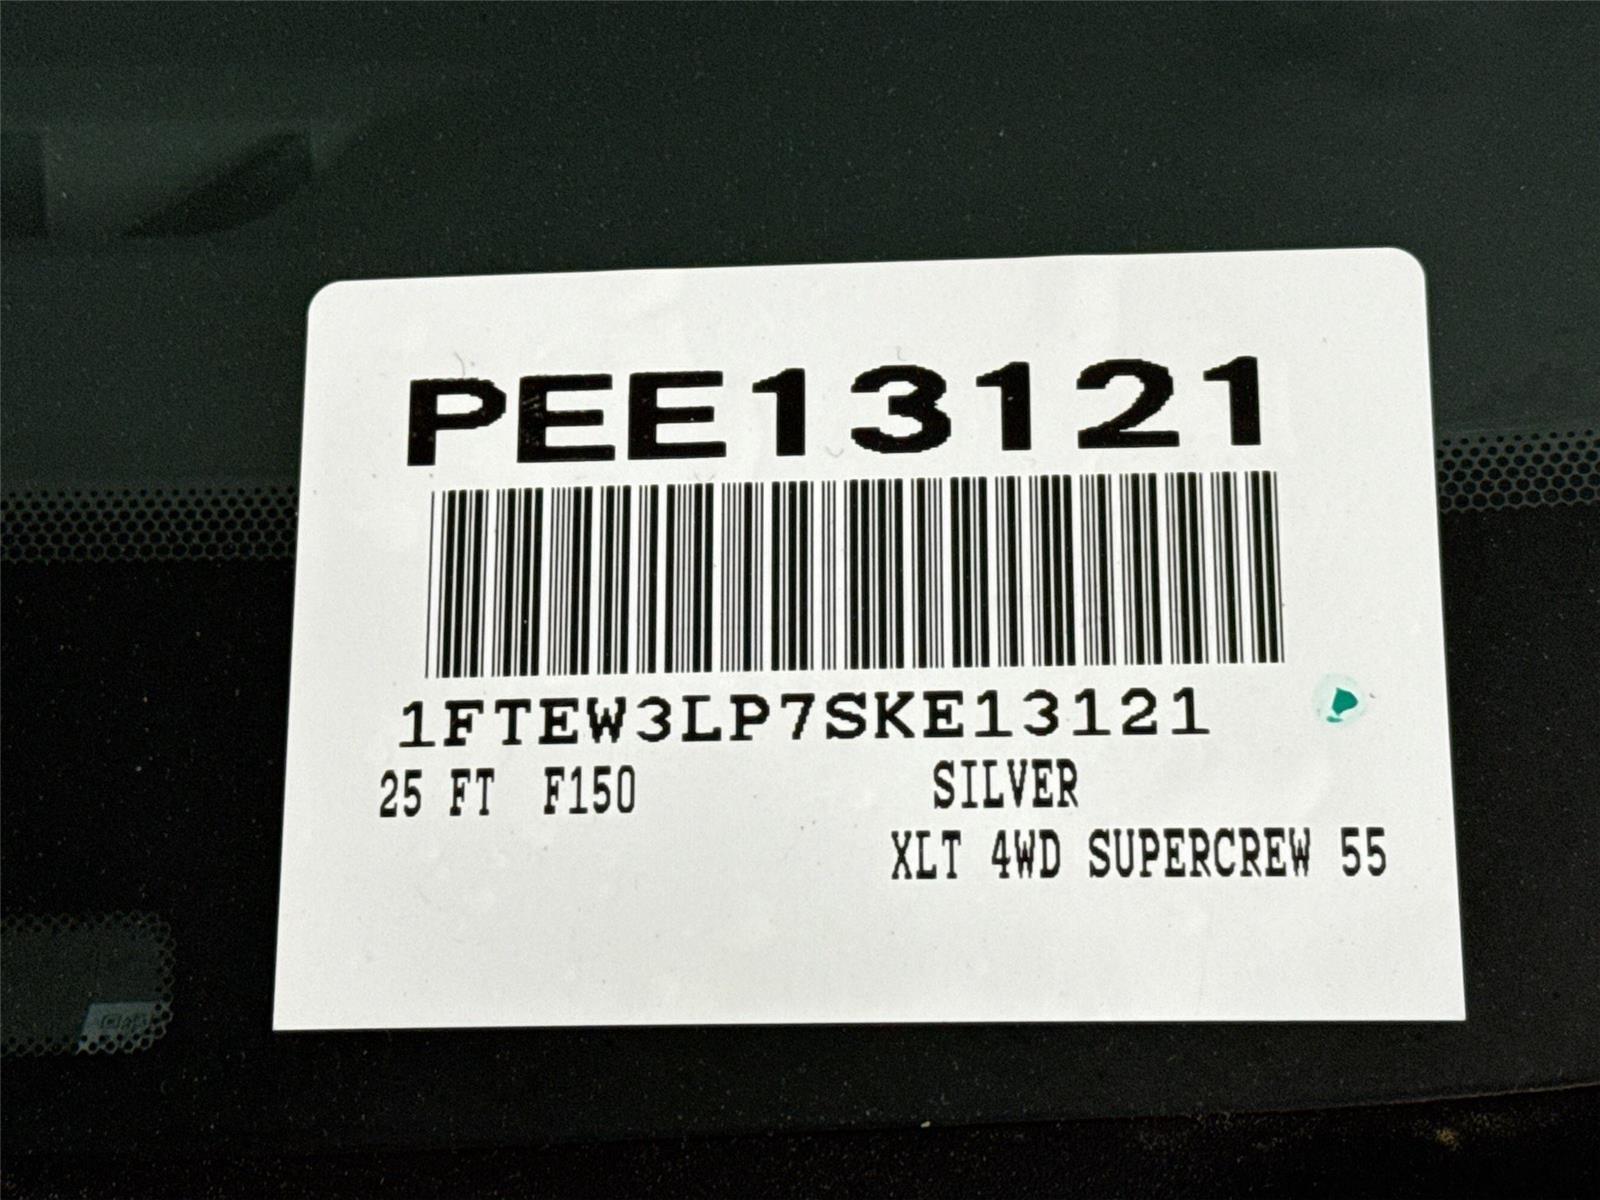 PEE13121
1FTEW3LP7SKE13121
25 FT F150 SILVER
XLT 4WD SUPERCREW 55